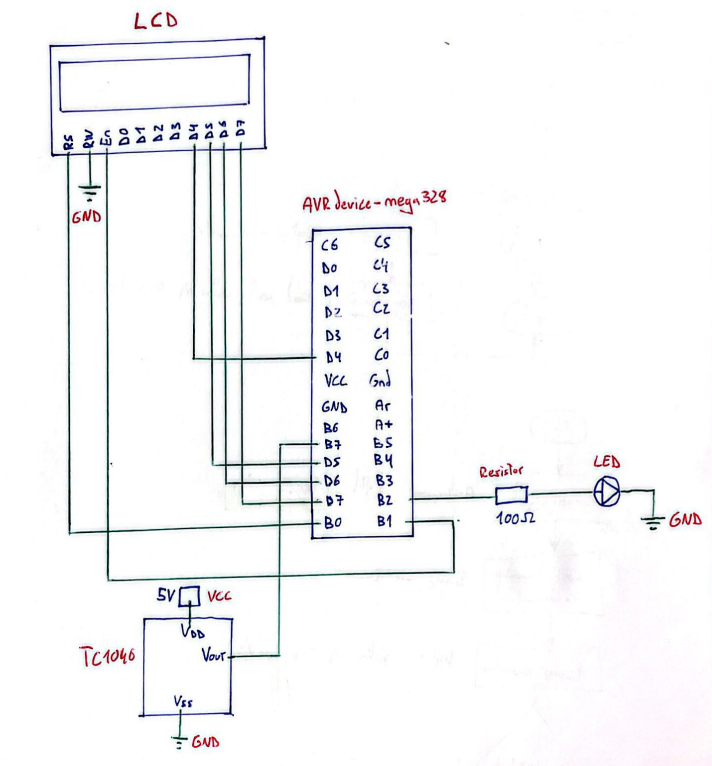 LCD
RS RW En D0 D1 D2 D3 D4 D5 D6 D7
GND
AVR device-mega328
C6 C5
D0 C4
D1 C3
D2 C2
D3 C1
D4 C0
VCC Gnd
GND Ar
B6 A+
B7 B5
D5 B4
D6 B3
D7 B2
B0 B1
Resistor
100Ω
LED
GND
5V VCC
VDD
TC1046 Vout
Vss
GND